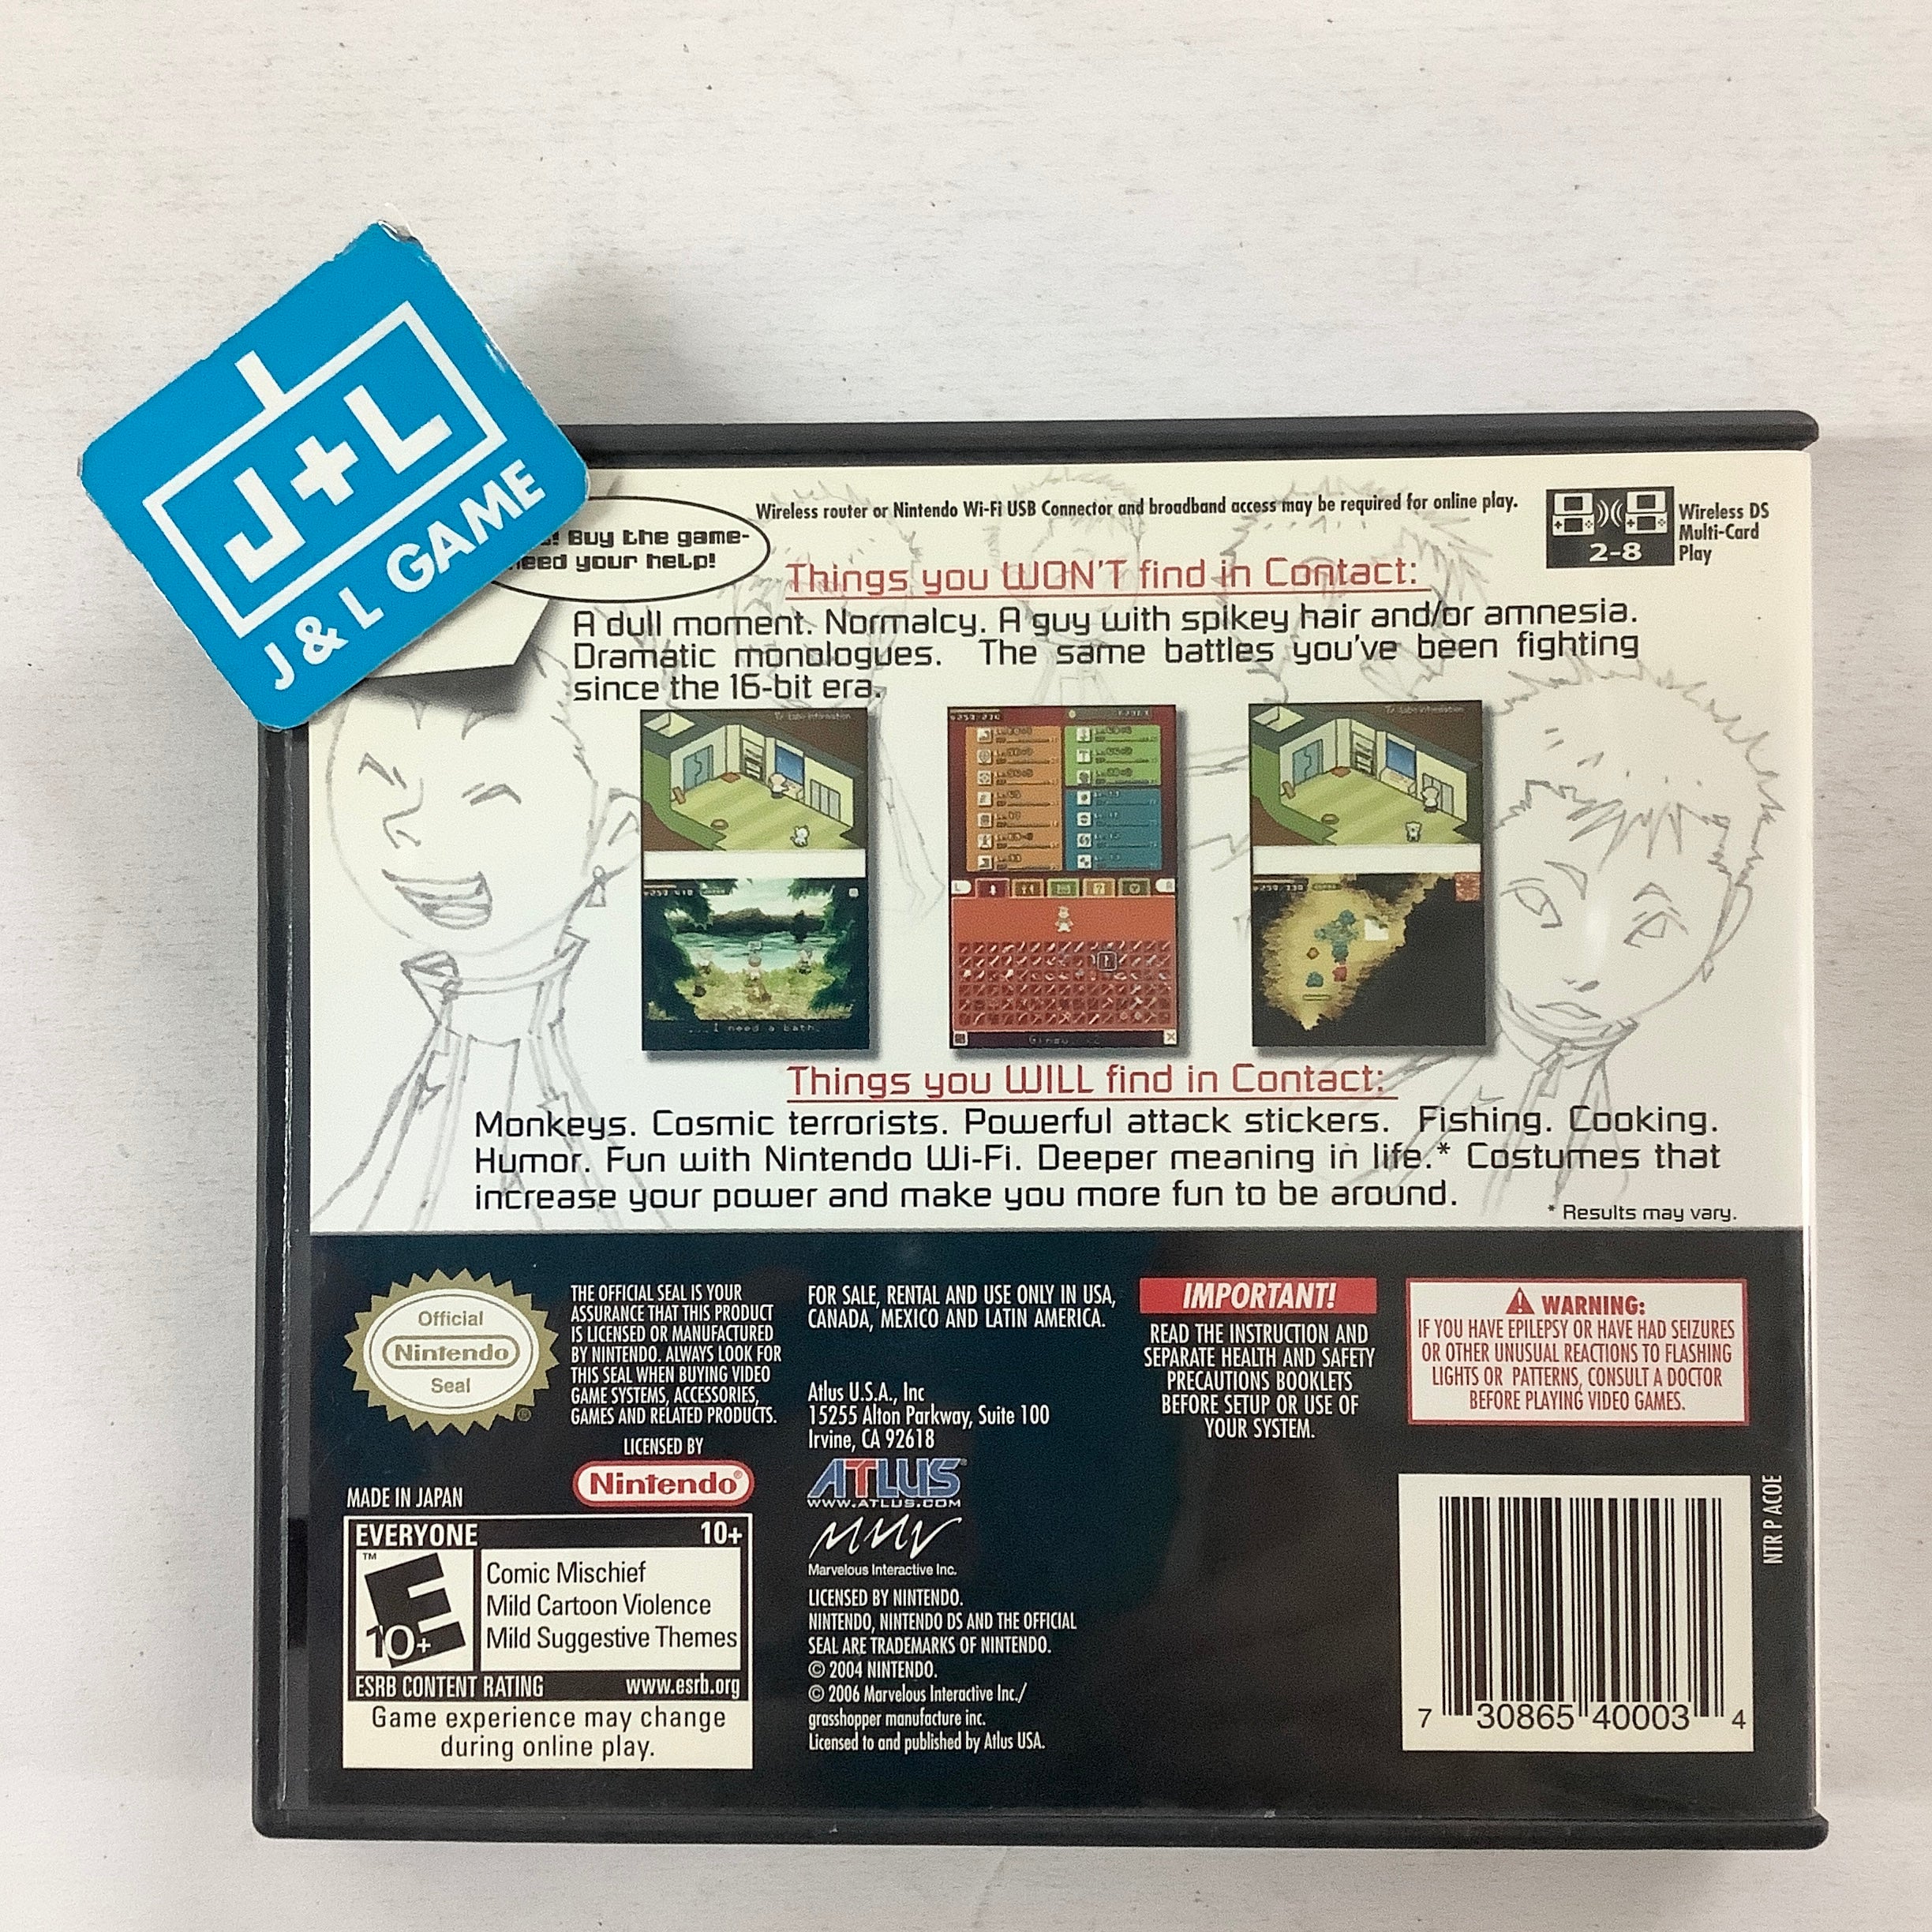 J+L
J & L GAME
! Buy the game-
need your help!
Wireless router or Nintendo Wi-Fi USB Connector and broadband access may be required for online play.
2-8
Wireless DS
Multi-Card
Play
Things you WON'T find in Contact:
A dull moment. Normalcy. A guy with spikey hair and/or amnesia.
Dramatic monologues. The same battles you've been fighting
since the 16-bit era.
...I need a bath.
Things you WILL find in Contact:
Monkeys. Cosmic terrorists. Powerful attack stickers. Fishing. Cooking.
Humor. Fun with Nintendo Wi-Fi. Deeper meaning in life.* Costumes that
increase your power and make you more fun to be around.
* Results may vary.
Official
Nintendo
Seal
®
THE OFFICIAL SEAL IS YOUR
ASSURANCE THAT THIS PRODUCT
IS LICENSED OR MANUFACTURED
BY NINTENDO. ALWAYS LOOK FOR
THIS SEAL WHEN BUYING VIDEO
GAME SYSTEMS, ACCESSORIES,
GAMES AND RELATED PRODUCTS.
LICENSED BY
Nintendo®
MADE IN JAPAN
EVERYONE 10+
™
E
10+
Comic Mischief
Mild Cartoon Violence
Mild Suggestive Themes
ESRB CONTENT RATING www.esrb.org
Game experience may change
during online play.
FOR SALE, RENTAL AND USE ONLY IN USA,
CANADA, MEXICO AND LATIN AMERICA.
Atlus U.S.A., Inc
15255 Alton Parkway, Suite 100
Irvine, CA 92618
ATLUS®
WWW.ATLUS.COM
MMV
Marvelous Interactive Inc.
LICENSED BY NINTENDO.
NINTENDO, NINTENDO DS AND THE OFFICIAL
SEAL ARE TRADEMARKS OF NINTENDO.
© 2004 NINTENDO.
© 2006 Marvelous Interactive Inc./
grasshopper manufacture inc.
Licensed to and published by Atlus USA.
IMPORTANT!
READ THE INSTRUCTION AND
SEPARATE HEALTH AND SAFETY
PRECAUTIONS BOOKLETS
BEFORE SETUP OR USE OF
YOUR SYSTEM.
WARNING:
IF YOU HAVE EPILEPSY OR HAVE HAD SEIZURES
OR OTHER UNUSUAL REACTIONS TO FLASHING
LIGHTS OR PATTERNS, CONSULT A DOCTOR
BEFORE PLAYING VIDEO GAMES.
NTR P ACOE
7 30865 40003 4